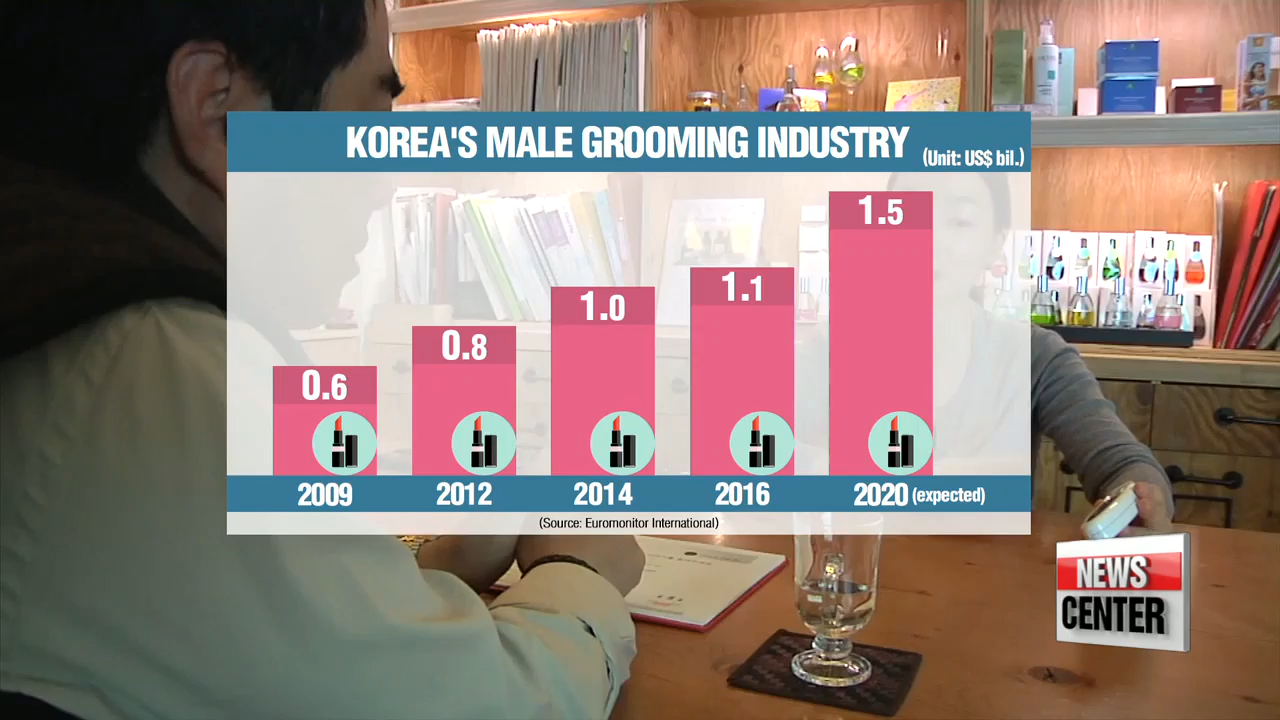 KOREA'S MALE GROOMING INDUSTRY (Unit: US$ bil.)
0.6
0.8
1.0
1.1
1.5
2009 2012 2014 2016 2020 (expected)
(Source: Euromonitor International)
NEWS
CENTER